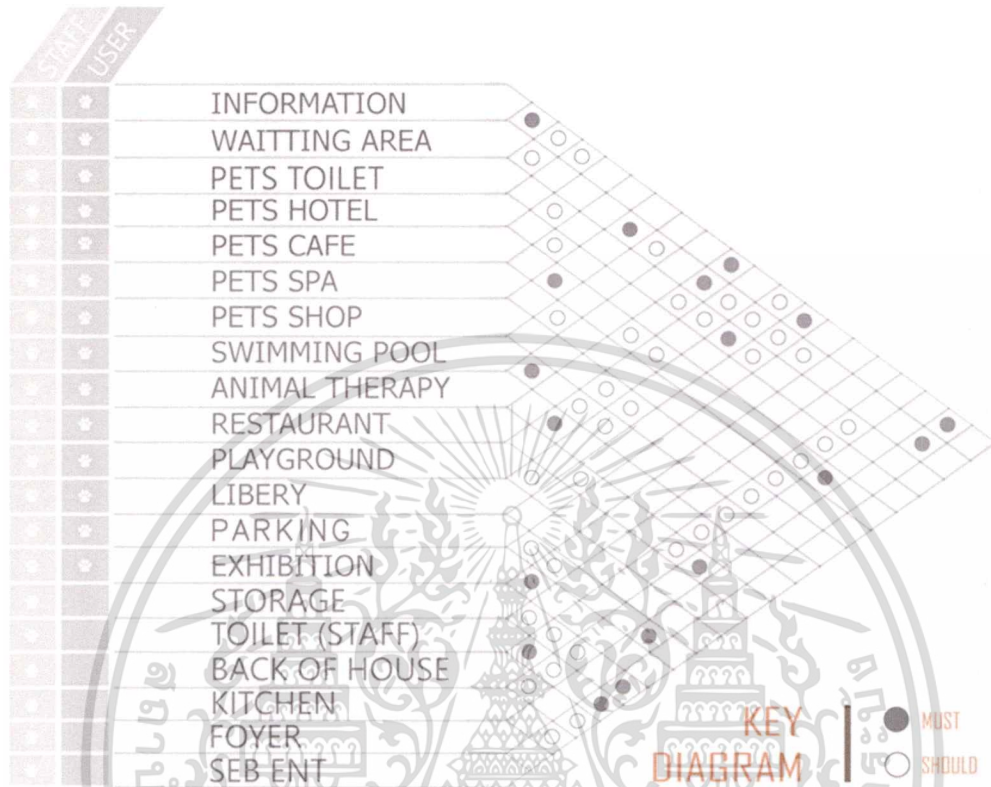 STAFF USER
INFORMATION
WAITTING AREA
PETS TOILET
PETS HOTEL
PETS CAFE
PETS SPA
PETS SHOP
SWIMMING POOL
ANIMAL THERAPY
RESTAURANT
PLAYGROUND
LIBERY
PARKING
EXHIBITION
STORAGE
TOILET (STAFF)
BACK OF HOUSE
KITCHEN
FOYER
SEB ENT
KEY DIAGRAM
MUST
SHOULD